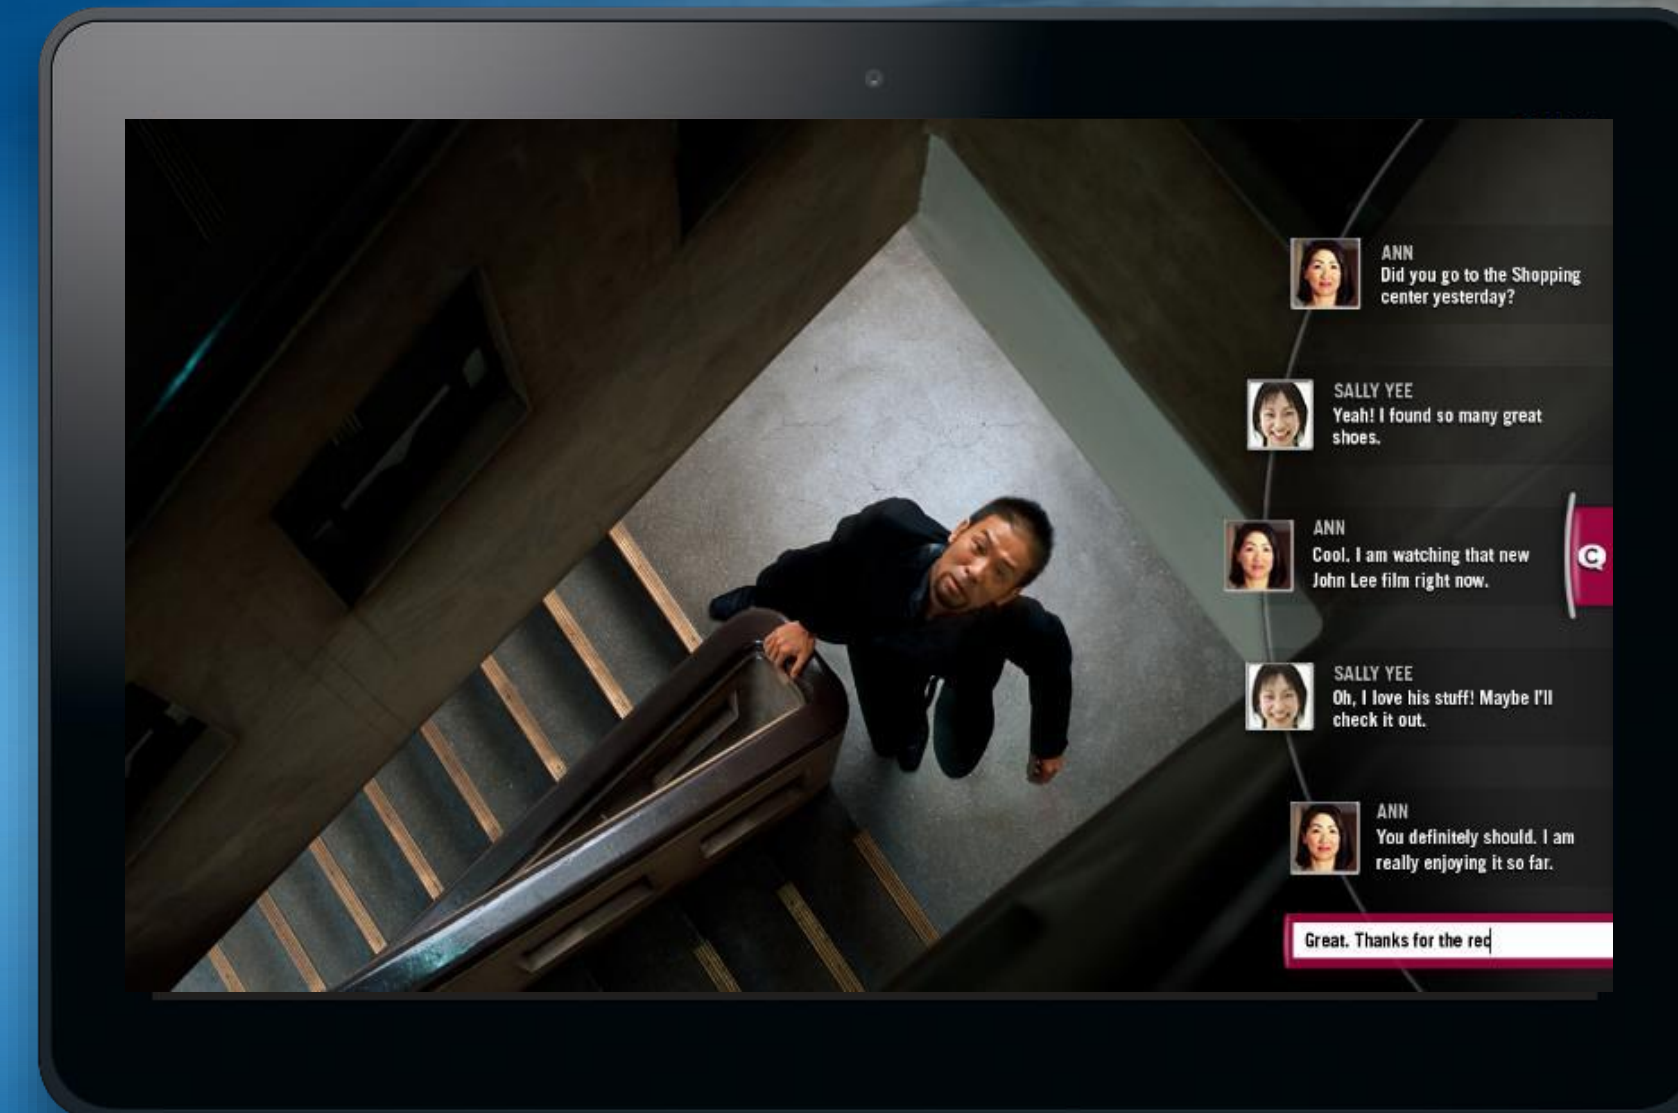 ANN
Did you go to the Shopping
center yesterday?
SALLY YEE
Yeah! I found so many great
shoes.
ANN
Cool. I am watching that new
John Lee film right now.
C
SALLY YEE
Oh, I love his stuff! Maybe I'll
check it out.
ANN
You definitely should. I am
really enjoying it so far.
Great. Thanks for the rec